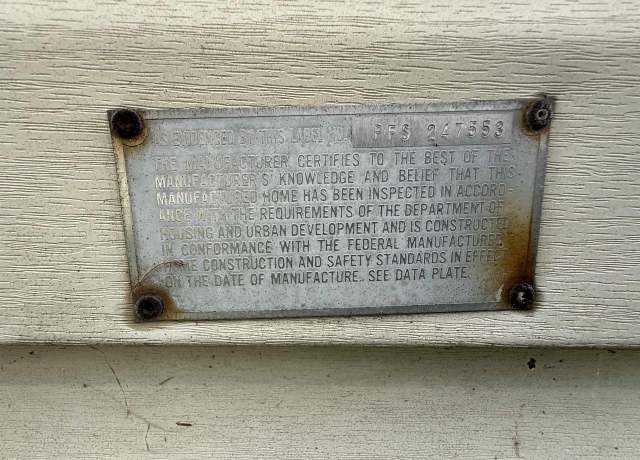 AS EVIDENCED BY THIS LABEL NO. PFS 247553
THE MANUFACTURER CERTIFIES TO THE BEST OF THE
MANUFACTURER'S KNOWLEDGE AND BELIEF THAT THIS
MANUFACTURED HOME HAS BEEN INSPECTED IN ACCORD-
ANCE WITH THE REQUIREMENTS OF THE DEPARTMENT OF
HOUSING AND URBAN DEVELOPMENT AND IS CONSTRUCTED
IN CONFORMANCE WITH THE FEDERAL MANUFACTURED
HOME CONSTRUCTION AND SAFETY STANDARDS IN EFFECT
ON THE DATE OF MANUFACTURE. SEE DATA PLATE.